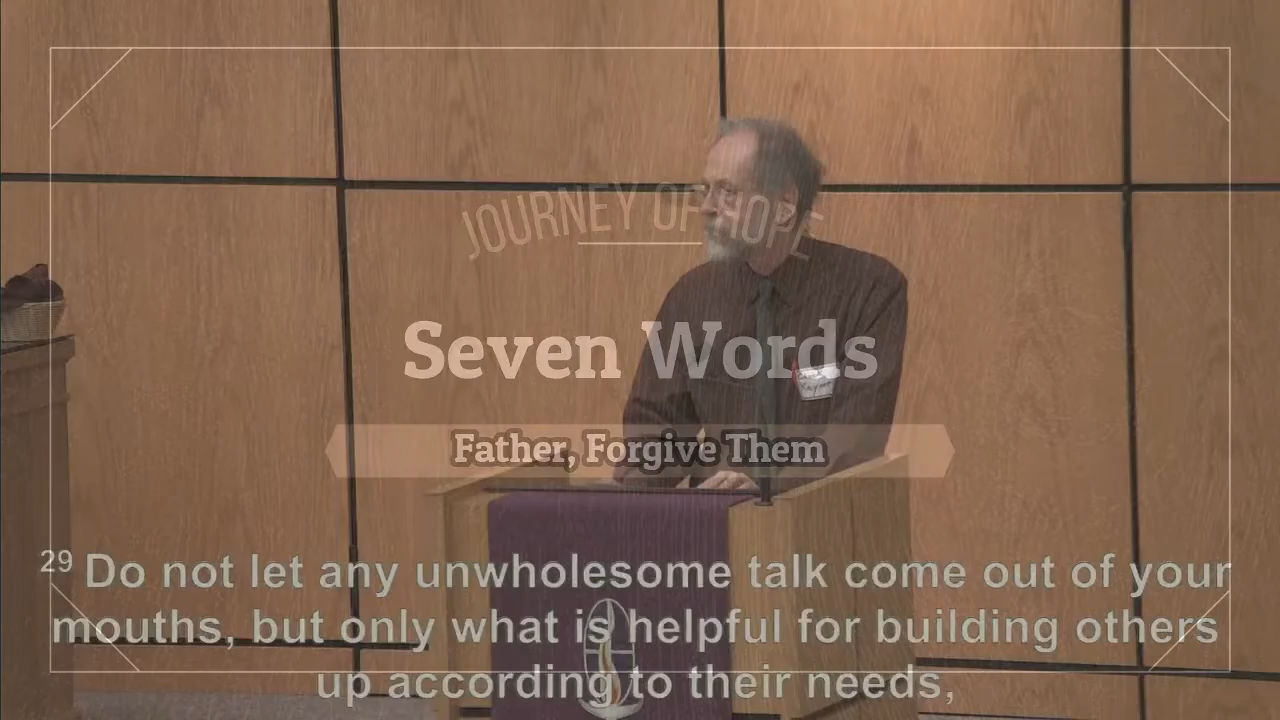 JOURNEY OF HOPE
Seven Words
Father, Forgive Them
29 Do not let any unwholesome talk come out of your
mouths, but only what is helpful for building others
up according to their needs,